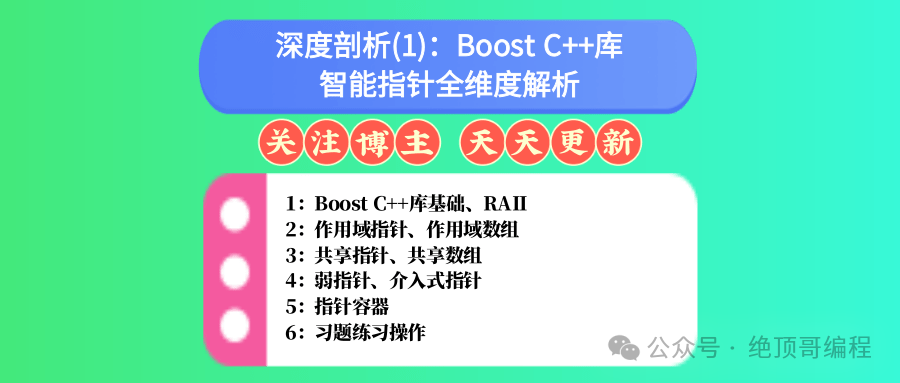 深度剖析(1)：Boost C++库
智能指针全维度解析
关注博主 天天更新
1：Boost C++库基础、RAII
2：作用域指针、作用域数组
3：共享指针、共享数组
4：弱指针、介入式指针
5：指针容器
6：习题练习操作
公众号 · 绝顶哥编程